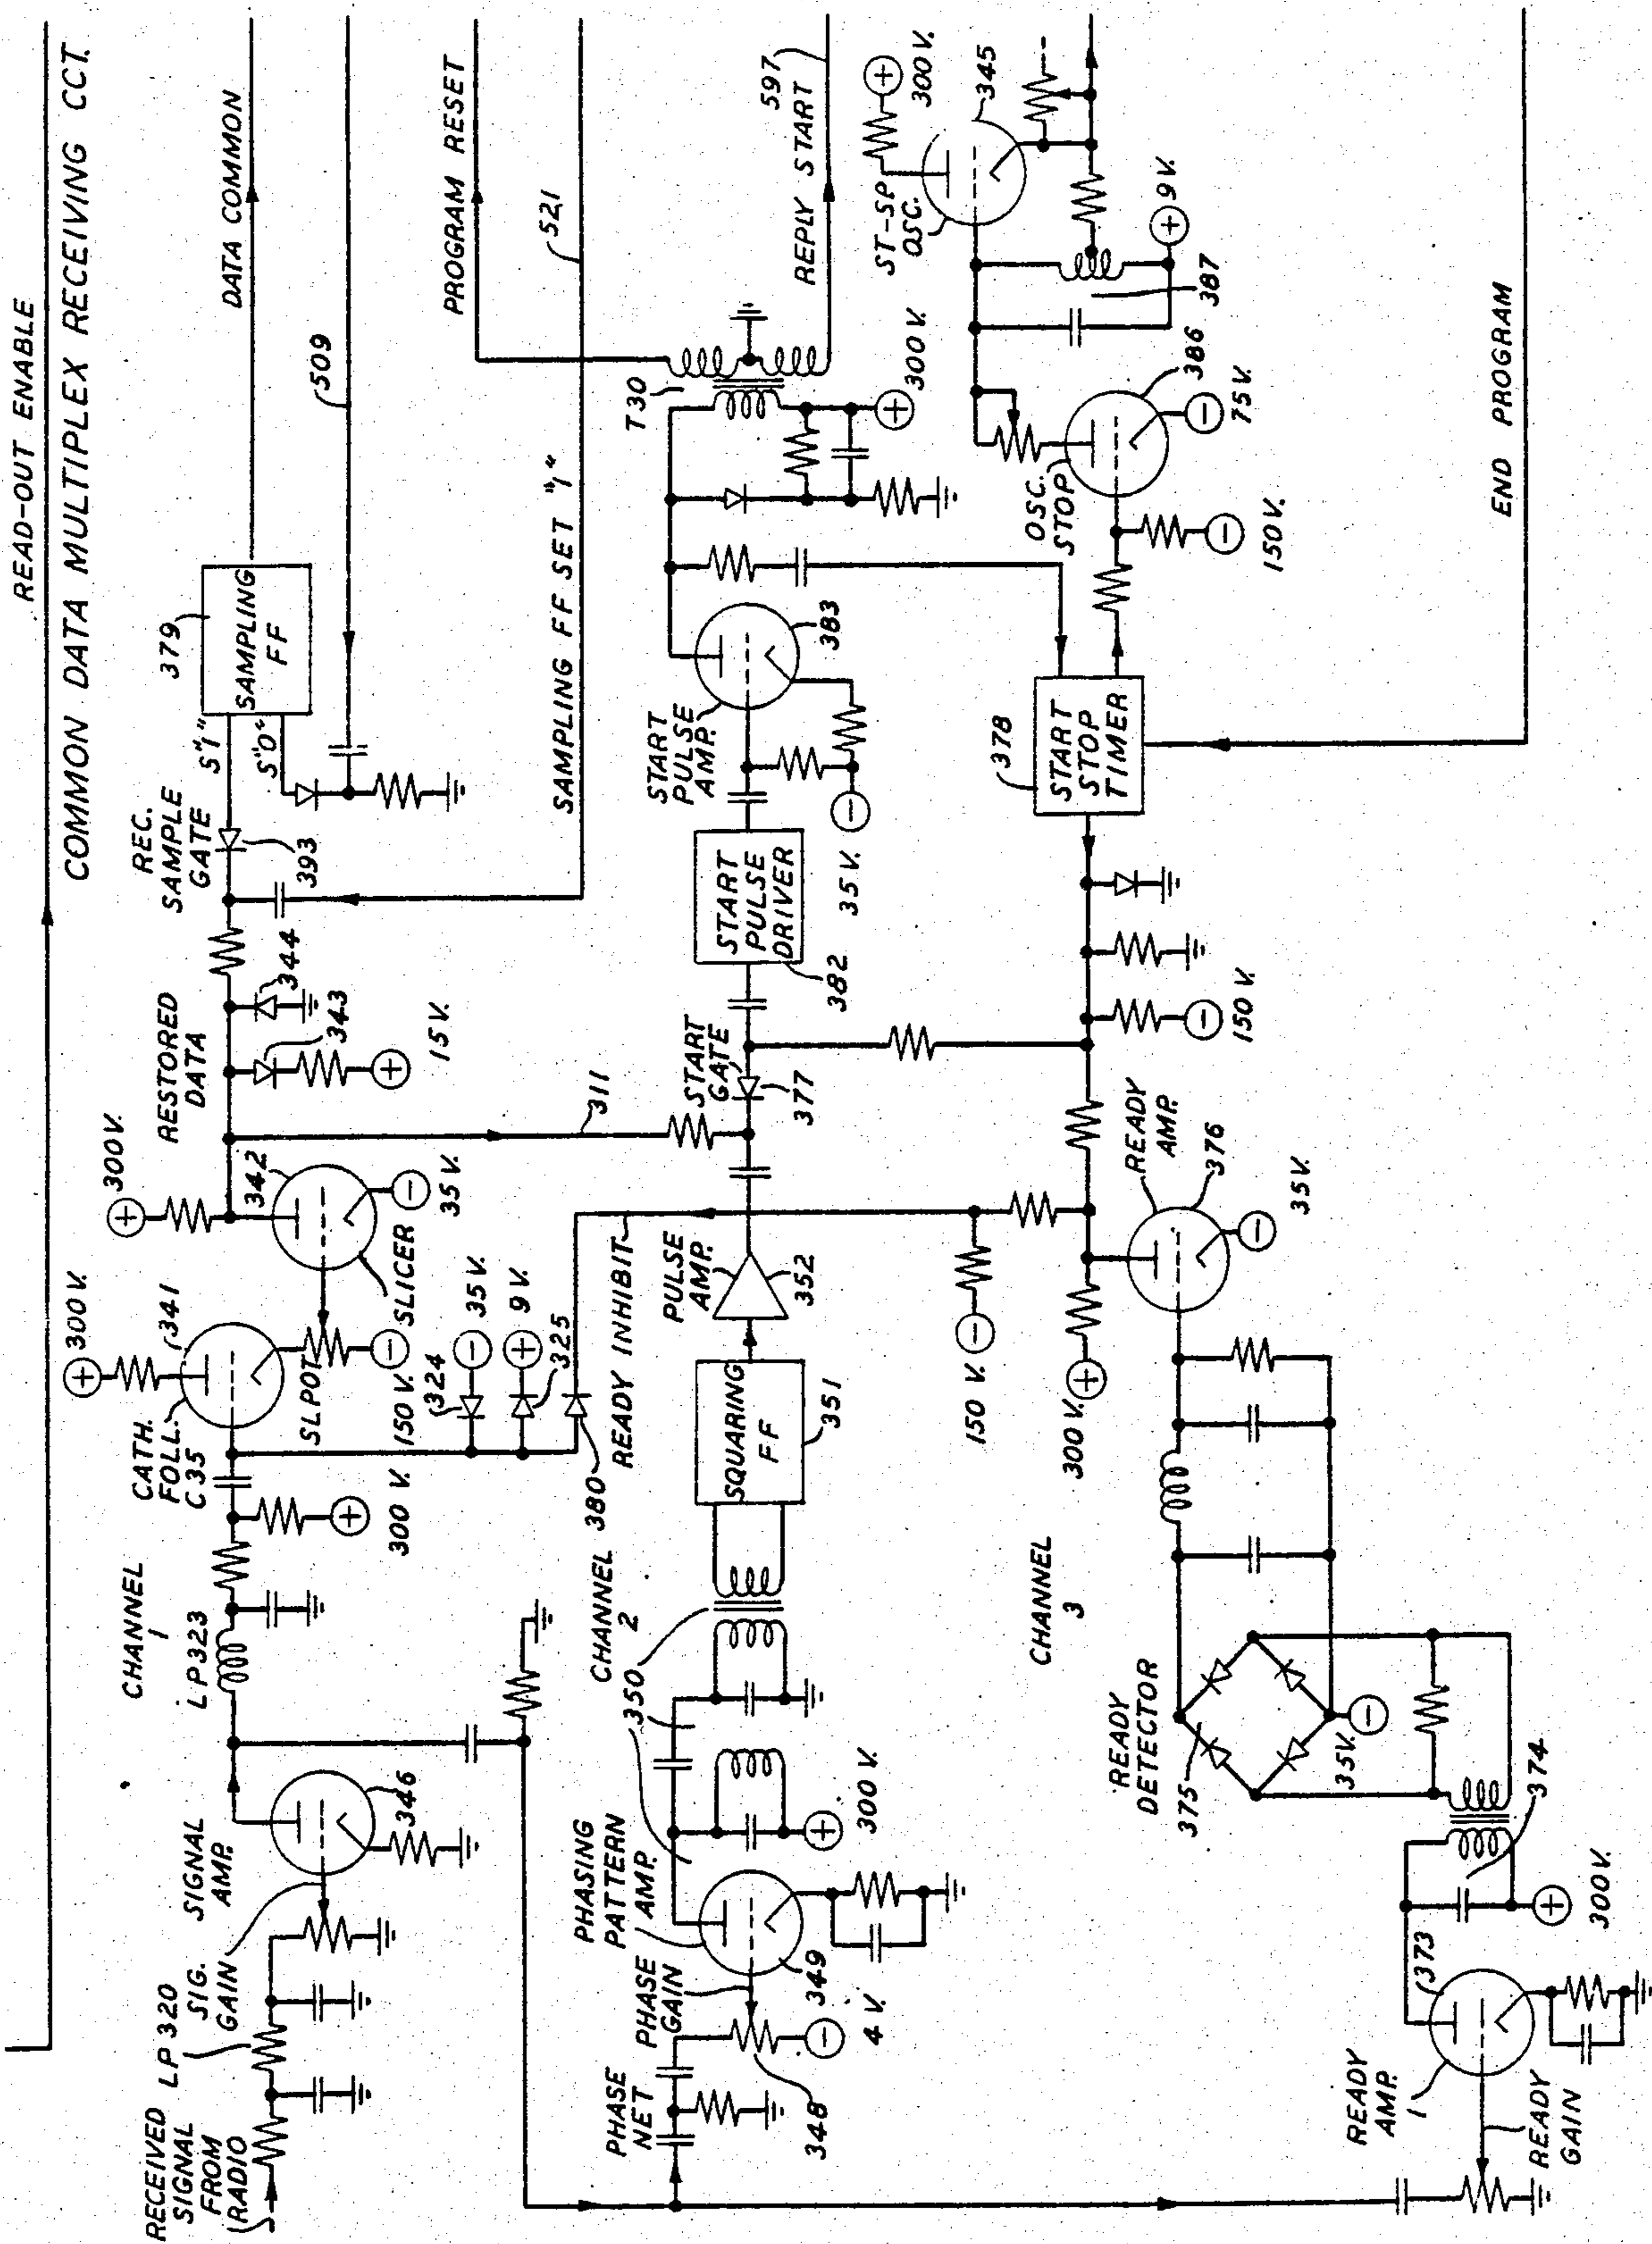 READ-OUT ENABLE
COMMON DATA MULTIPLEX RECEIVING CCT.
RECEIVED
SIGNAL
FROM
RADIO
LP 320
SIG.
GAIN
SIGNAL
AMP.
346
CHANNEL
1
LP323
300 V.
CATH.
FOLL.
C35
341
300 V.
SLPOT
150 V.
324
35 V.
9 V.
325
380
SLICER
342
35 V.
300 V.
RESTORED
DATA
343
344
15 V.
311
REC.
SAMPLE
GATE
393
S"1"
S"0"
379
SAMPLING
FF
DATA COMMON
509
SAMPLING FF SET "1"
521
PHASE
NET
348
PHASE
GAIN
4 V.
349
PHASING
PATTERN
AMP.
300 V.
350
CHANNEL
2
SQUARING
FF
351
READY INHIBIT
PULSE
AMP.
352
START
GATE
377
START
PULSE
DRIVER
382
START
PULSE
AMP.
35 V.
383
T30
300 V.
PROGRAM RESET
REPLY START
597
READY
AMP.
1
READY
GAIN
373
300 V.
374
READY
DETECTOR
375
35 V.
CHANNEL
3
150 V.
300 V.
READY
AMP.
376
35 V.
150 V.
378
START
STOP
TIMER
OSC.
STOP
150 V.
386
75 V.
387
9 V.
ST-SP
OSC.
300 V.
345
END PROGRAM